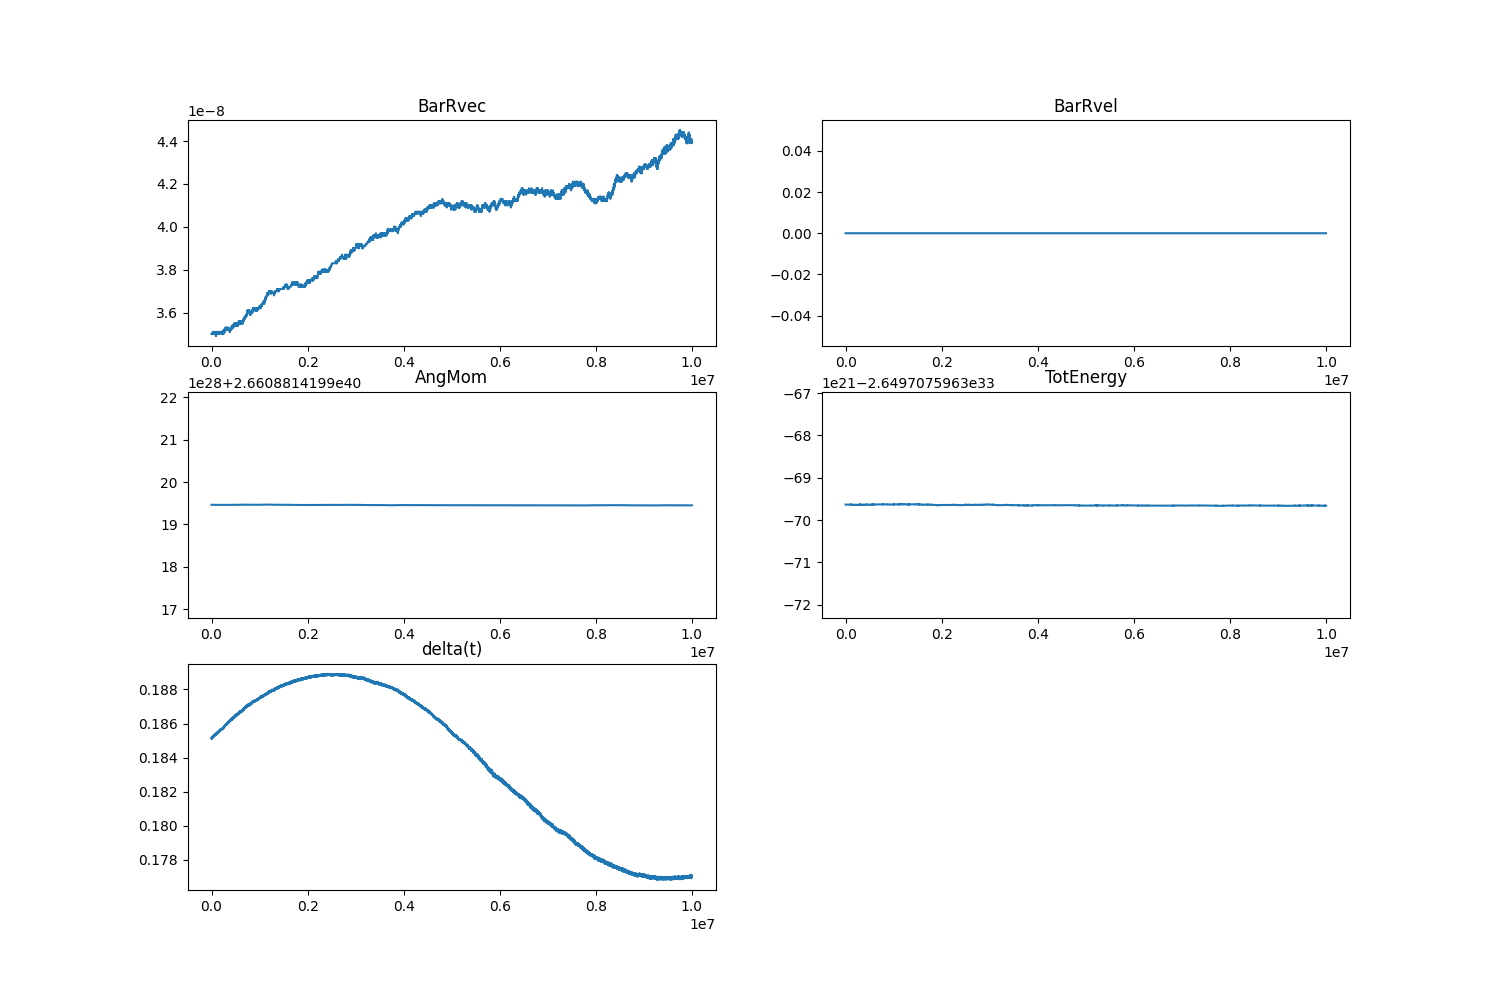 BarRvec
1e−8
4.4
4.2
4.0
3.8
3.6
0.0 0.2 0.4 0.6 0.8 1.0
1e7
BarRvel
0.04
0.02
0.00
−0.02
−0.04
0.0 0.2 0.4 0.6 0.8 1.0
1e7
AngMom
1e28+2.6608814199e40
22
21
20
19
18
17
0.0 0.2 0.4 0.6 0.8 1.0
1e7
TotEnergy
1e21−2.6497075963e33
−67
−68
−69
−70
−71
−72
0.0 0.2 0.4 0.6 0.8 1.0
1e7
delta(t)
0.188
0.186
0.184
0.182
0.180
0.178
0.0 0.2 0.4 0.6 0.8 1.0
1e7